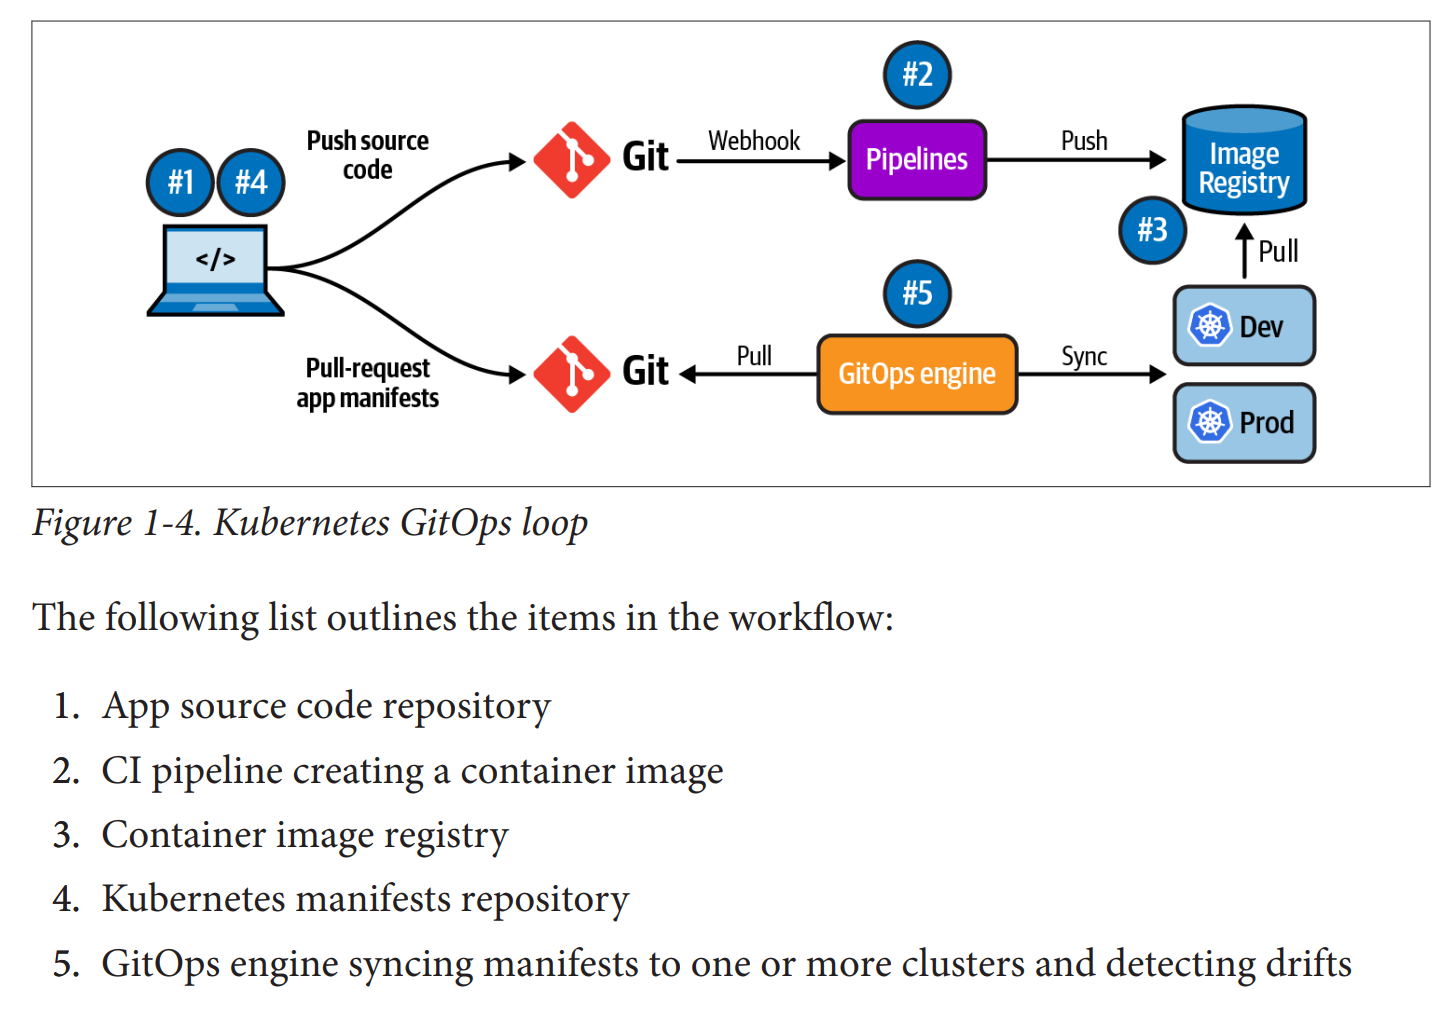 #1
#4
</>
Push source
code
Git
Webhook
#2
Pipelines
Push
Image
Registry
#3
Pull
Dev
Prod
Pull-request
app manifests
Git
Pull
#5
GitOps engine
Sync
Figure 1-4. Kubernetes GitOps loop
The following list outlines the items in the workflow:
1. App source code repository
2. CI pipeline creating a container image
3. Container image registry
4. Kubernetes manifests repository
5. GitOps engine syncing manifests to one or more clusters and detecting drifts